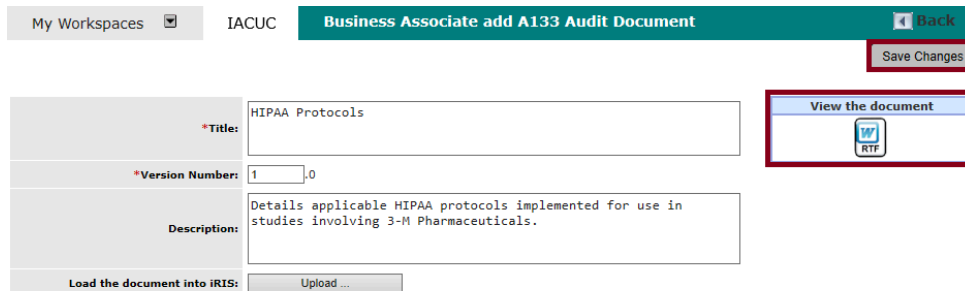 My Workspaces IACUC Business Associate add A133 Audit Document Back
Save Changes
View the document
W
RTF
*Title: HIPAA Protocols
*Version Number: 1 .0
Description: Details applicable HIPAA protocols implemented for use in
studies involving 3-M Pharmaceuticals.
Load the document into iRIS: Upload ...